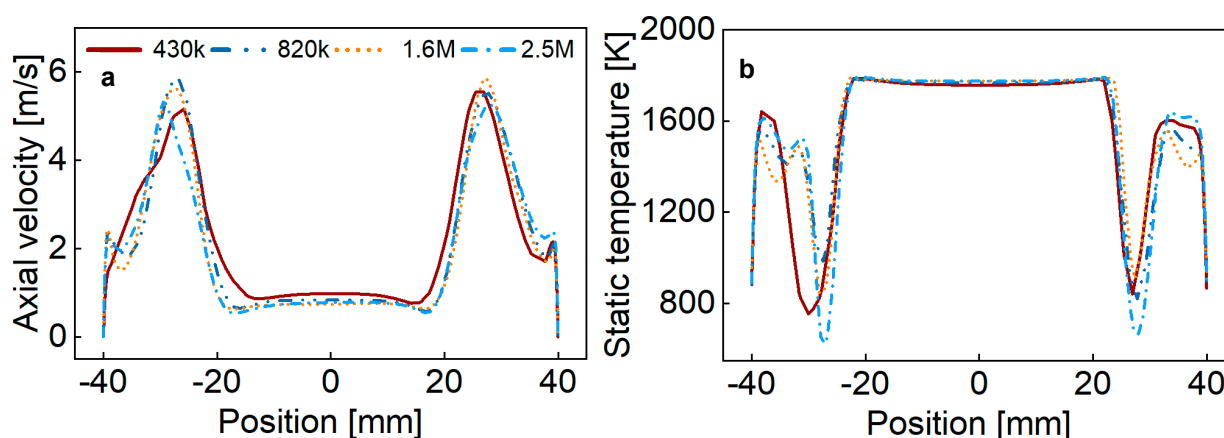 430k 820k 1.6M 2.5M
a
Axial velocity [m/s]
6
4
2
0
-40 -20 0 20 40
Position [mm]
b
Static temperature [K]
2000
1600
1200
800
-40 -20 0 20 40
Position [mm]